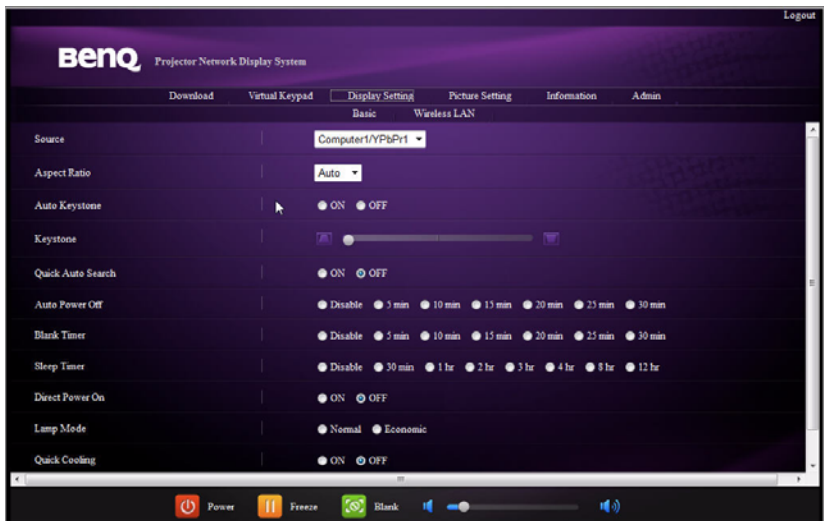 Logout
BenQ Projector Network Display System
Download Virtual Keypad Display Setting Picture Setting Information Admin
Basic Wireless LAN
Source Computer1/YPbPr1
Aspect Ratio Auto
Auto Keystone ON OFF
Keystone
Quick Auto Search ON OFF
Auto Power Off Disable 5 min 10 min 15 min 20 min 25 min 30 min
Blank Timer Disable 5 min 10 min 15 min 20 min 25 min 30 min
Sleep Timer Disable 30 min 1 hr 2 hr 3 hr 4 hr 8 hr 12 hr
Direct Power On ON OFF
Lamp Mode Normal Economic
Quick Cooling ON OFF
Power Freeze Blank